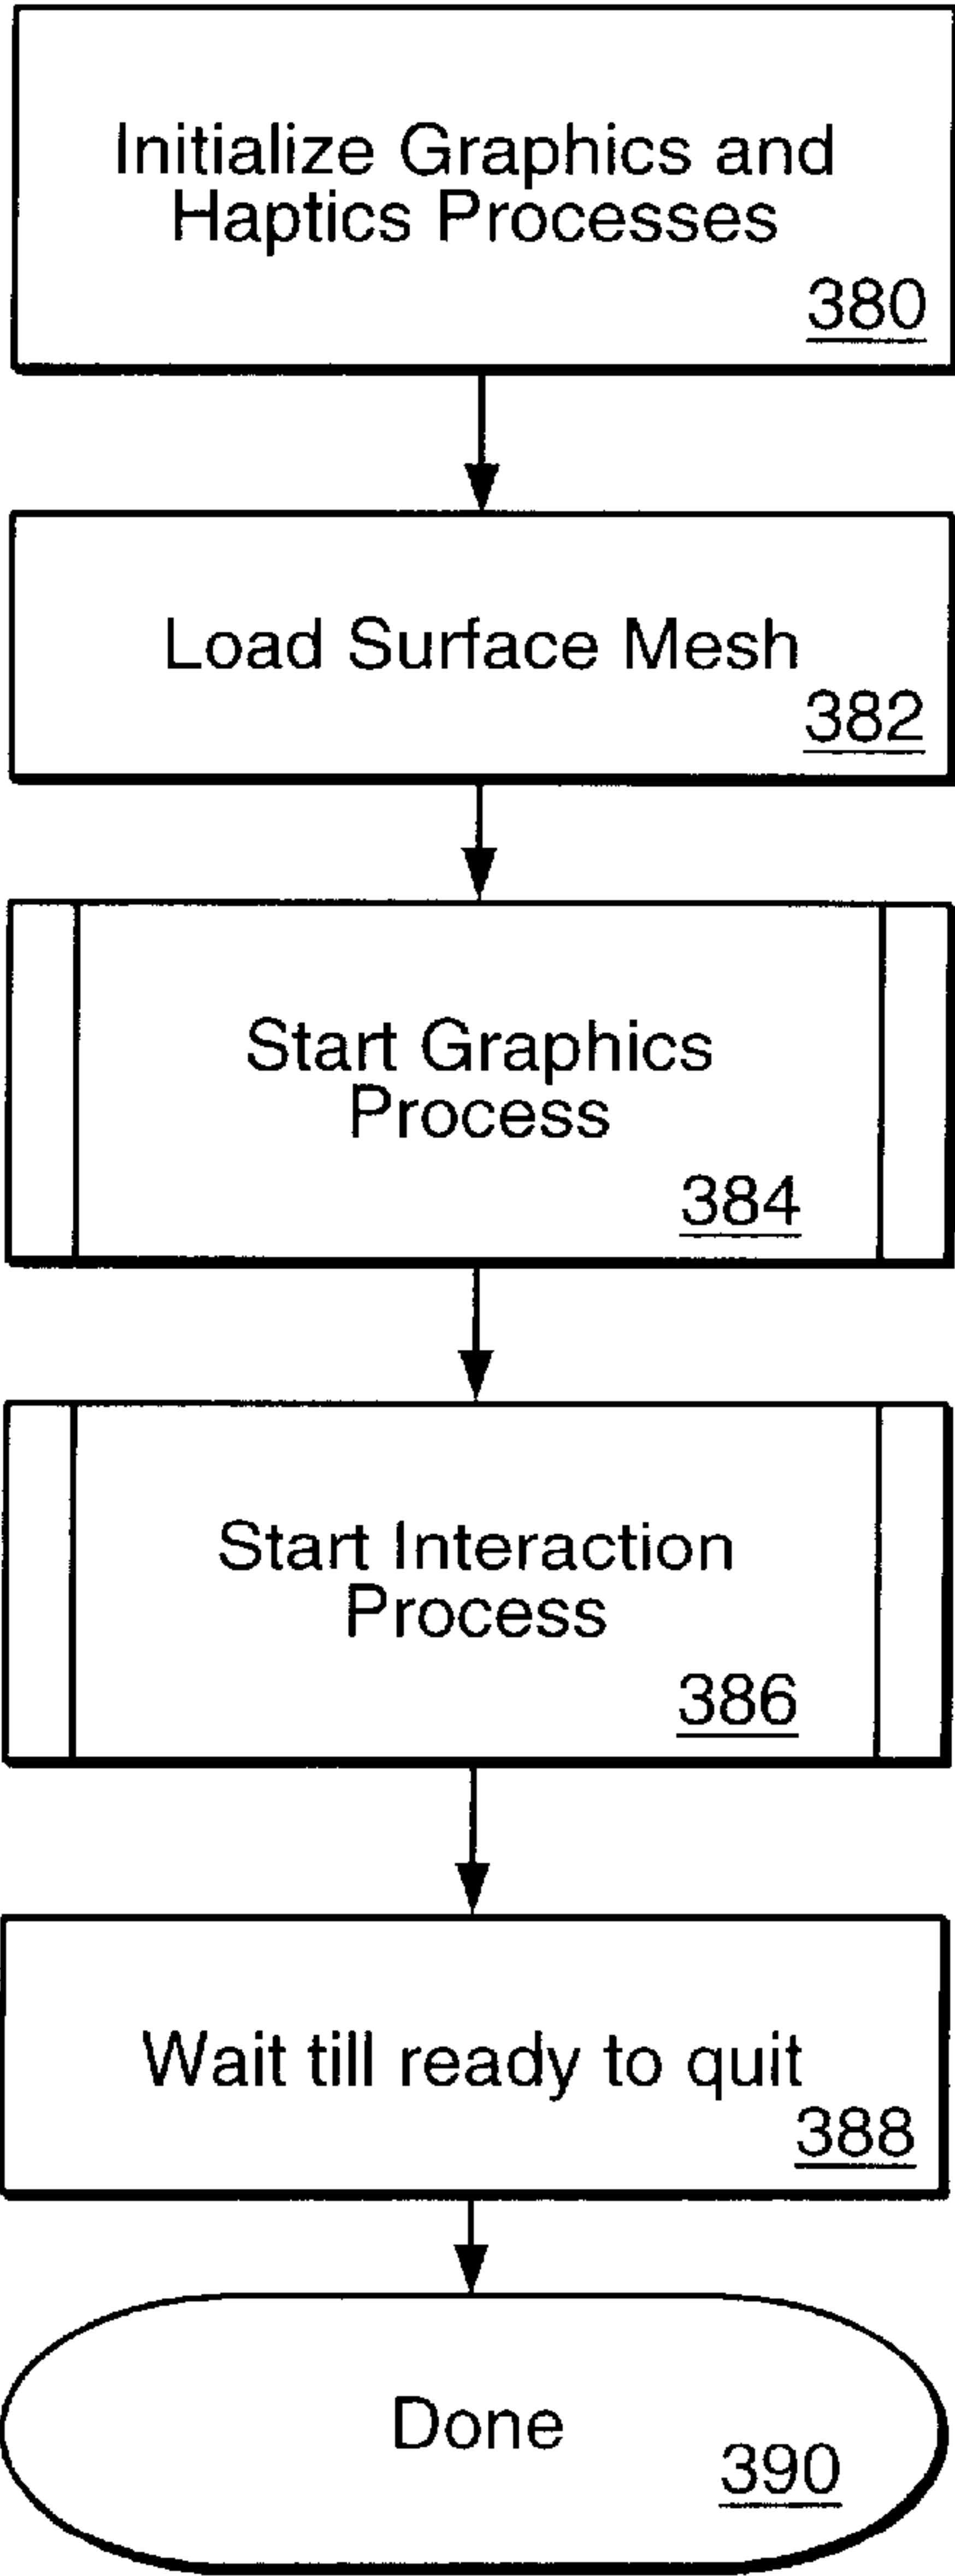 Initialize Graphics and
Haptics Processes
380
Load Surface Mesh
382
Start Graphics
Process
384
Start Interaction
Process
386
Wait till ready to quit
388
Done
390